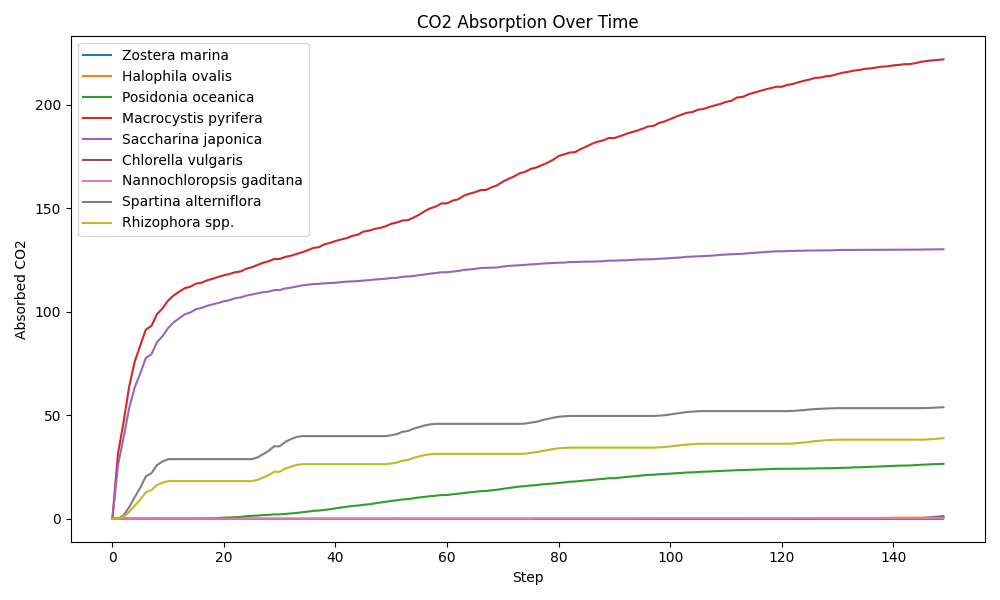 CO2 Absorption Over Time
Zostera marina
Halophila ovalis
Posidonia oceanica
Macrocystis pyrifera
Saccharina japonica
Chlorella vulgaris
Nannochloropsis gaditana
Spartina alterniflora
Rhizophora spp.
Absorbed CO2
200
150
100
50
0
0 20 40 60 80 100 120 140
Step